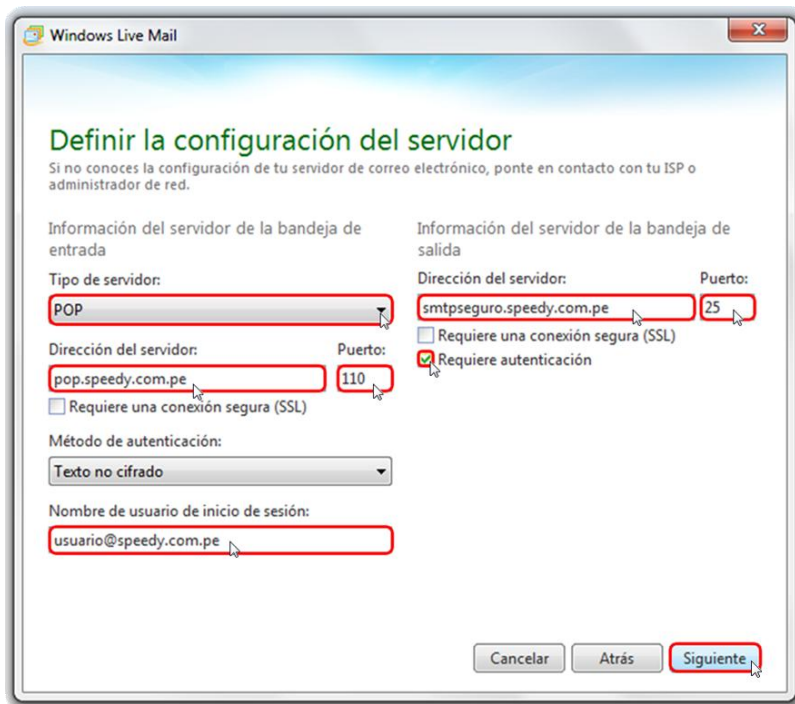 Windows Live Mail
Definir la configuración del servidor
Si no conoces la configuración de tu servidor de correo electrónico, ponte en contacto con tu ISP o
administrador de red.
Información del servidor de la bandeja de
entrada
Tipo de servidor:
POP
Dirección del servidor: Puerto:
pop.speedy.com.pe 110
Requiere una conexión segura (SSL)
Método de autenticación:
Texto no cifrado
Nombre de usuario de inicio de sesión:
usuario@speedy.com.pe
Información del servidor de la bandeja de
salida
Dirección del servidor: Puerto:
smtpseguro.speedy.com.pe 25
Requiere una conexión segura (SSL)
Requiere autenticación
Cancelar Atrás Siguiente